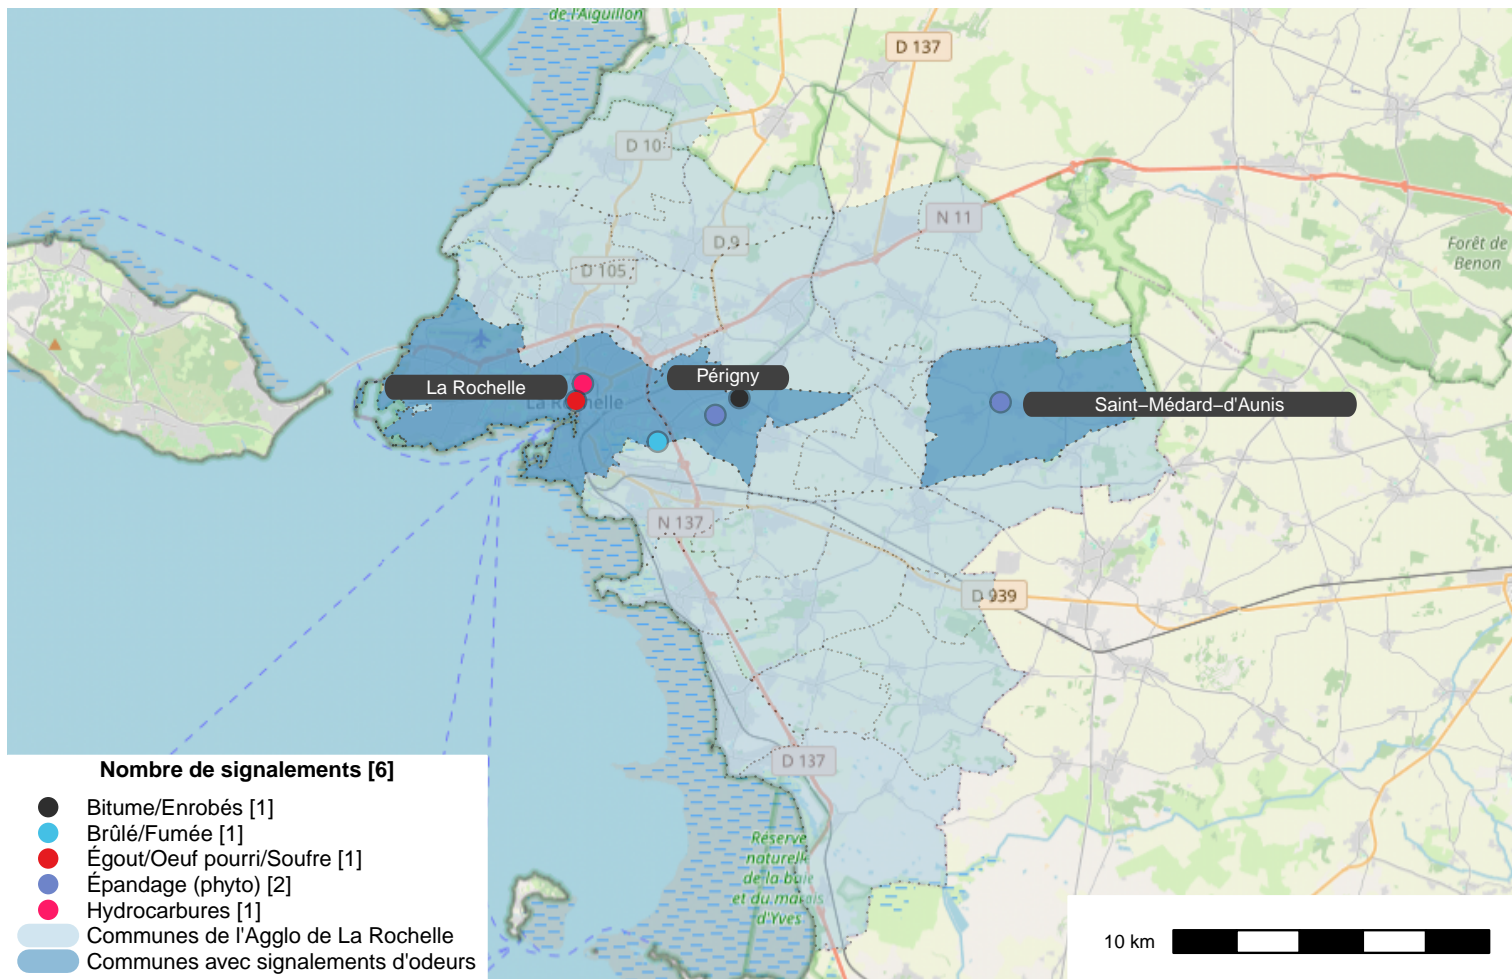 de l'Aiguillon
D 137
D 10
N 11
D 9
D 105
Forêt de
Benon
La Rochelle
Périgny
La Rochelle
Saint–Médard–d'Aunis
N 137
D 939
D 137
Réserve
naturelle
de la baie
et du marais
d'Yves
Nombre de signalements [6]
Bitume/Enrobés [1]
Brûlé/Fumée [1]
Égout/Oeuf pourri/Soufre [1]
Épandage (phyto) [2]
Hydrocarbures [1]
Communes de l'Agglo de La Rochelle
Communes avec signalements d'odeurs
10 km